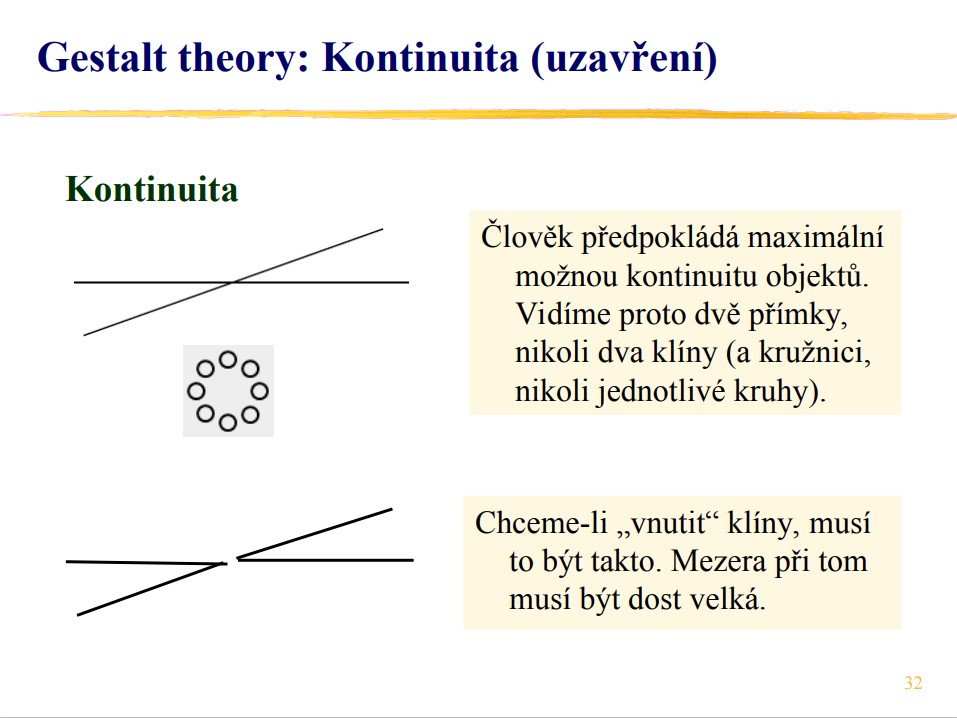 Gestalt theory: Kontinuita (uzavření)
Kontinuita
Člověk předpokládá maximální
možnou kontinuitu objektů.
Vidíme proto dvě přímky,
nikoli dva klíny (a kružnici,
nikoli jednotlivé kruhy).
Chceme-li „vnutit“ klíny, musí
to být takto. Mezera při tom
musí být dost velká.
32